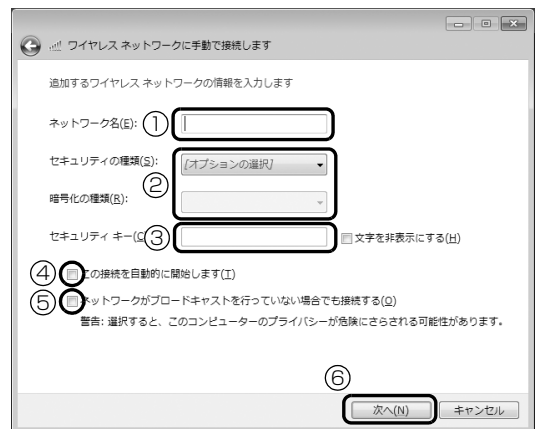 ワイヤレス ネットワークに手動で接続します
追加するワイヤレス ネットワークの情報を入力します
ネットワーク名(E): ①
セキュリティの種類(S): [オプションの選択]
②
暗号化の種類(R):
セキュリティ キー(C ③ 文字を非表示にする(H)
④ この接続を自動的に開始します(T)
⑤ ネットワークがブロードキャストを行っていない場合でも接続する(O)
警告: 選択すると、このコンピューターのプライバシーが危険にさらされる可能性があります。
⑥
次へ(N) キャンセル